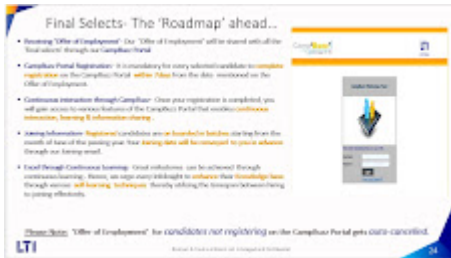 Final Selects- The 'Roadmap' ahead...
Receiving "Offer of Employment"- Our "Offer of Employment" will be shared with all the
'final selects' through our CampBuzz Portal
CampBuzz Portal Registration- It is mandatory for every selected candidate to complete
registration on the CampBuzz Portal within 7 days from the date mentioned on the
Offer of Employment.
Continuous Interaction through CampBuzz- Once your registration is completed, you
will gain access to various features of the CampBuzz Portal that enables continuous
interaction, learning & information sharing.
Joining Information- Registered candidates are on-boarded in batches starting from the
month of June of the passing year. Your joining date will be conveyed to you in advance
through our Joining email.
Excel through Continuous Learning- Great milestones can be achieved through
continuous learning. Hence, we urge every to enhance their knowledge base
through various self-learning techniques thereby utilizing the timespan between hiring
to joining effectively.
CampBuzz
LTI
Please Note: "Offer of Employment" for candidates not registering on the CampBuzz Portal gets auto-cancelled.
LTI
24